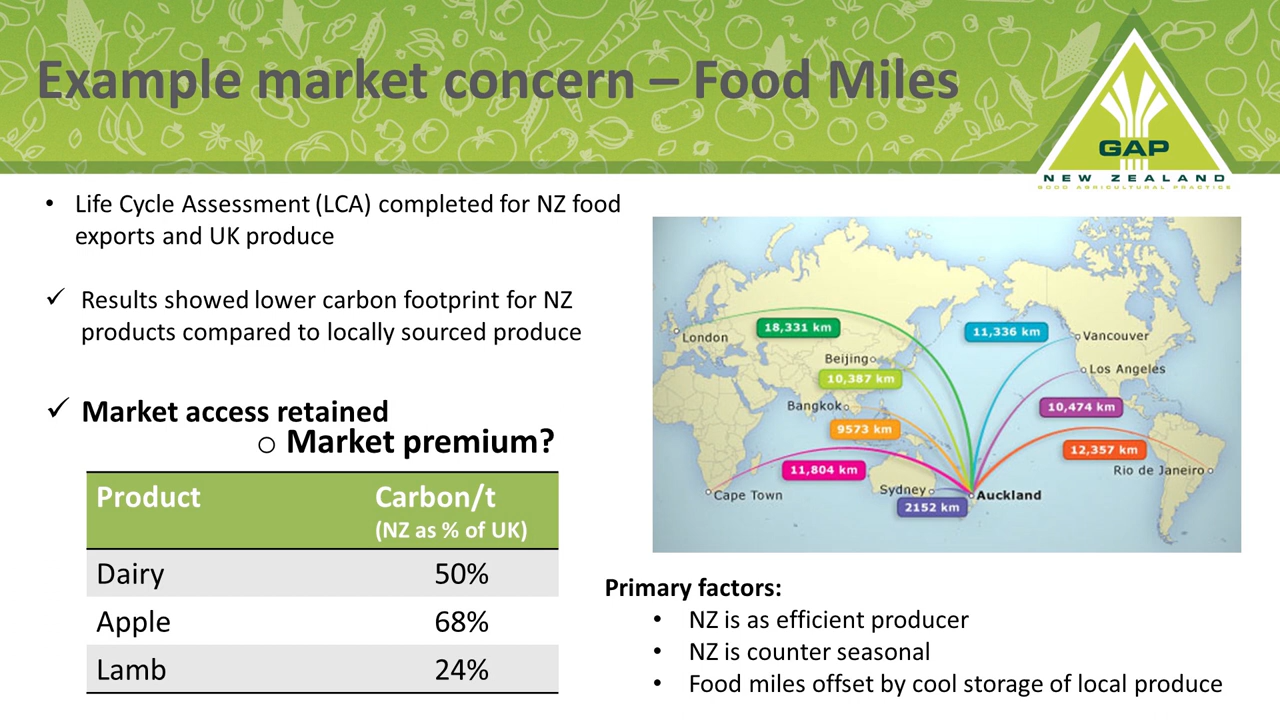 Example market concern – Food Miles
GAP
NEW ZEALAND
GOOD AGRICULTURAL PRACTICE
• Life Cycle Assessment (LCA) completed for NZ food
exports and UK produce
✓ Results showed lower carbon footprint for NZ
products compared to locally sourced produce
✓ Market access retained
o Market premium?
Product Carbon/t
(NZ as % of UK)
Dairy 50%
Apple 68%
Lamb 24%
London
18,331 km
11,336 km
Vancouver
Beijing
10,387 km
Los Angeles
Bangkok
10,474 km
9573 km
12,357 km
11,804 km
Rio de Janeiro
Cape Town
Sydney
Auckland
2152 km
Primary factors:
• NZ is as efficient producer
• NZ is counter seasonal
• Food miles offset by cool storage of local produce